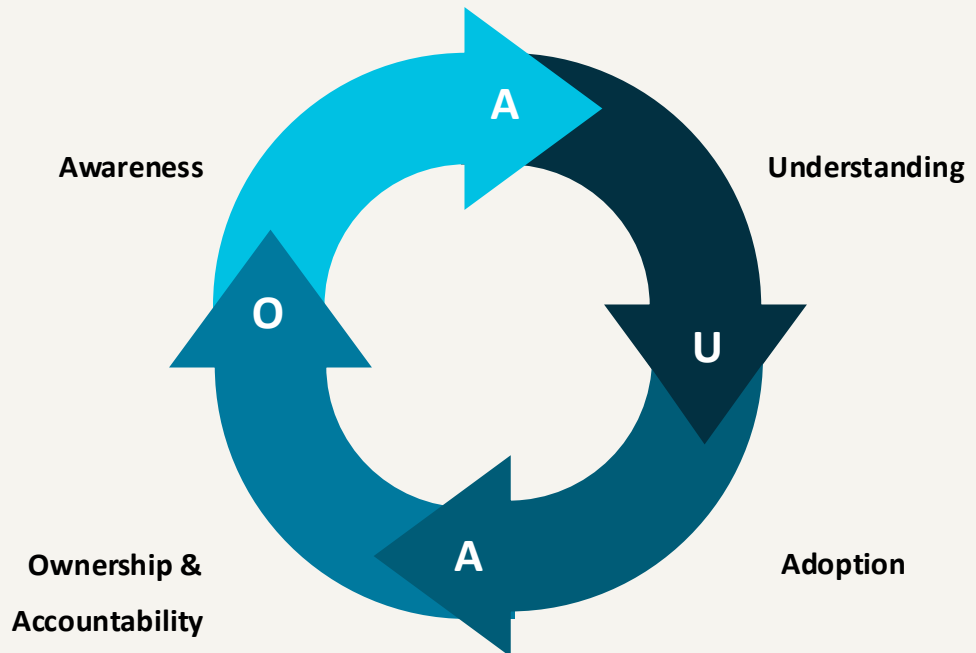 A
Awareness
Understanding
O
U
A
Ownership &
Accountability
Adoption